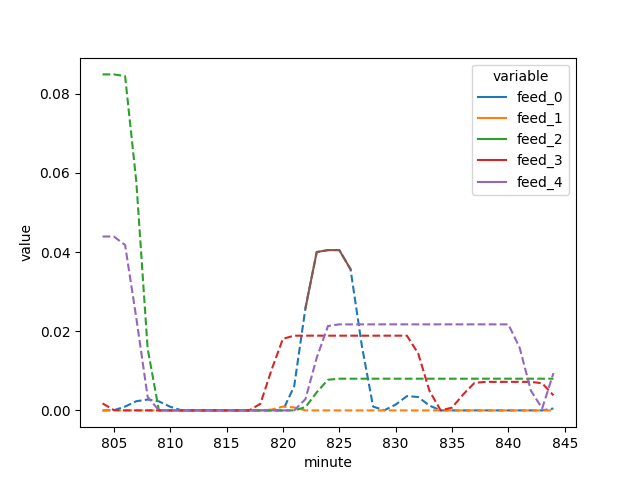 variable
feed_0
feed_1
feed_2
feed_3
feed_4
value
0.08
0.06
0.04
0.02
0.00
805 810 815 820 825 830 835 840 845
minute